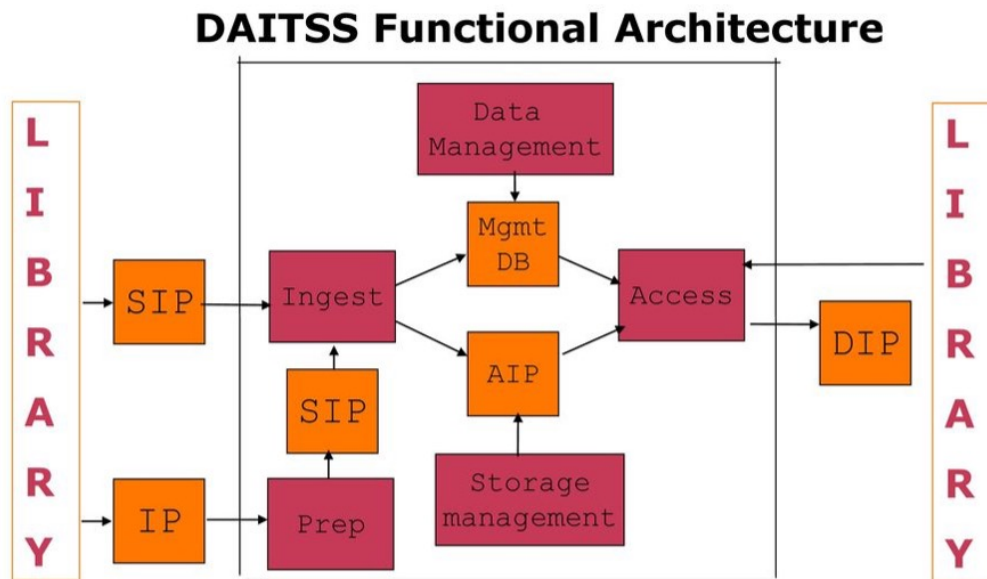 DAITSS Functional Architecture
L
I
B
R
A
R
Y
SIP
IP
Ingest
SIP
Prep
Data
Management
Mgmt
DB
AIP
Storage
management
Access
DIP
L
I
B
R
A
R
Y